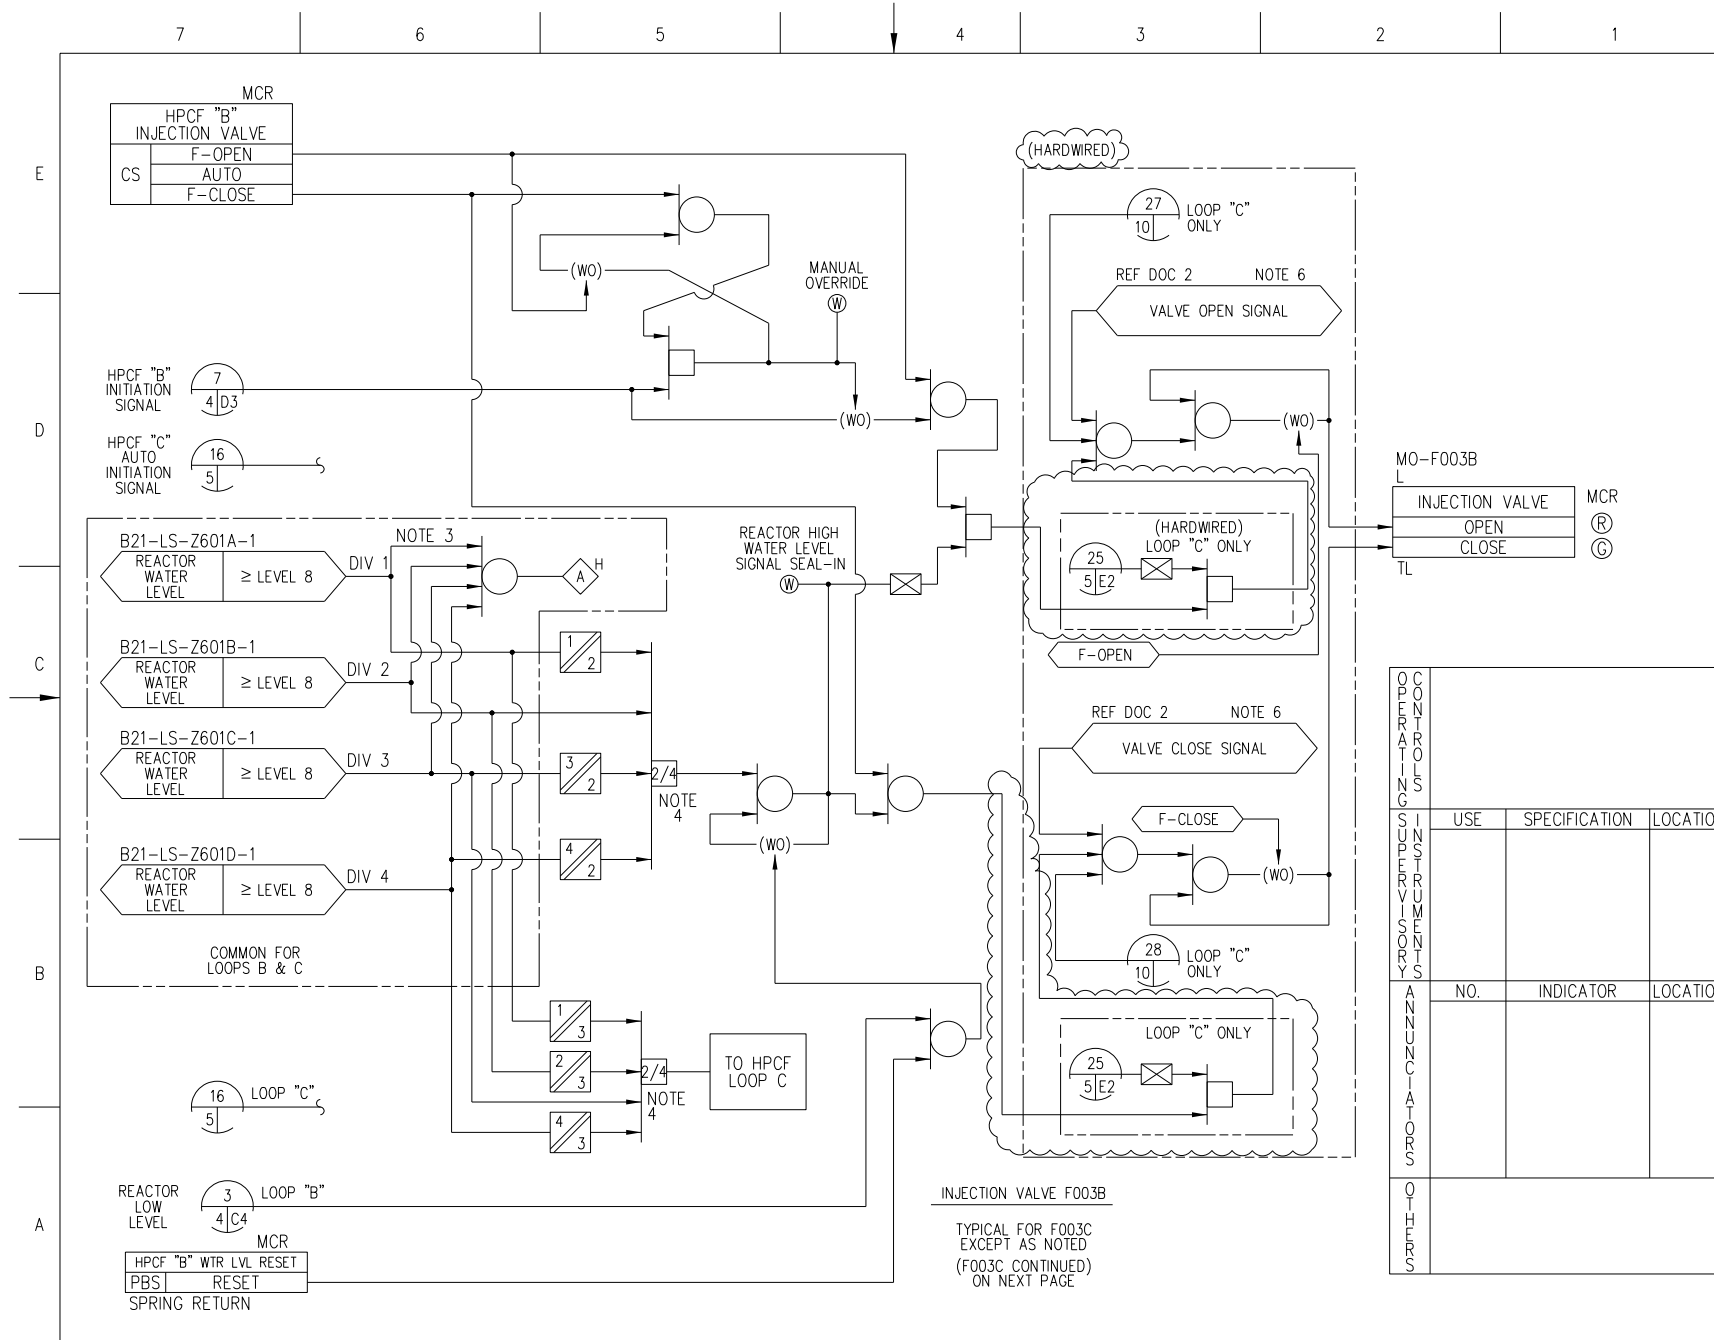 7 6 5 4 3 2 1
E
D
C
B
A
MCR
HPCF "B"
INJECTION VALVE
CS
F-OPEN
AUTO
F-CLOSE
(WO)
MANUAL
OVERRIDE
W
HPCF "B"
INITIATION
SIGNAL
7
4 D3
(WO)
HPCF "C"
AUTO
INITIATION
SIGNAL
16
5
(HARDWIRED)
27
10
LOOP "C"
ONLY
REF DOC 2 NOTE 6
VALVE OPEN SIGNAL
(WO)
MO-F003B
L
INJECTION VALVE
OPEN
CLOSE
TL
MCR
R
G
(HARDWIRED)
LOOP "C" ONLY
25
5 E2
F-OPEN
REACTOR HIGH
WATER LEVEL
SIGNAL SEAL-IN
W
NOTE 3
A H
B21-LS-Z601A-1
REACTOR
WATER
LEVEL
≥ LEVEL 8
DIV 1
B21-LS-Z601B-1
REACTOR
WATER
LEVEL
≥ LEVEL 8
DIV 2
B21-LS-Z601C-1
REACTOR
WATER
LEVEL
≥ LEVEL 8
DIV 3
B21-LS-Z601D-1
REACTOR
WATER
LEVEL
≥ LEVEL 8
DIV 4
COMMON FOR
LOOPS B & C
1
2
3
2
4
2
2/4
NOTE
4
(WO)
REF DOC 2 NOTE 6
VALVE CLOSE SIGNAL
F-CLOSE
(WO)
28
10
LOOP "C"
ONLY
LOOP "C" ONLY
25
5 E2
1
3
2
3
4
3
2/4
NOTE
4
TO HPCF
LOOP C
16
5
LOOP "C"
REACTOR
LOW
LEVEL
3
4 C4
LOOP "B"
MCR
HPCF "B" WTR LVL RESET
PBS RESET
SPRING RETURN
INJECTION VALVE F003B
TYPICAL FOR F003C
EXCEPT AS NOTED
(F003C CONTINUED)
ON NEXT PAGE
OPERATING
CONTROLS
SUPERVISORY
INSTRUMENTS
USE SPECIFICATION LOCATIO
ANNUNCIATORS
NO. INDICATOR LOCATIO
OTHERS